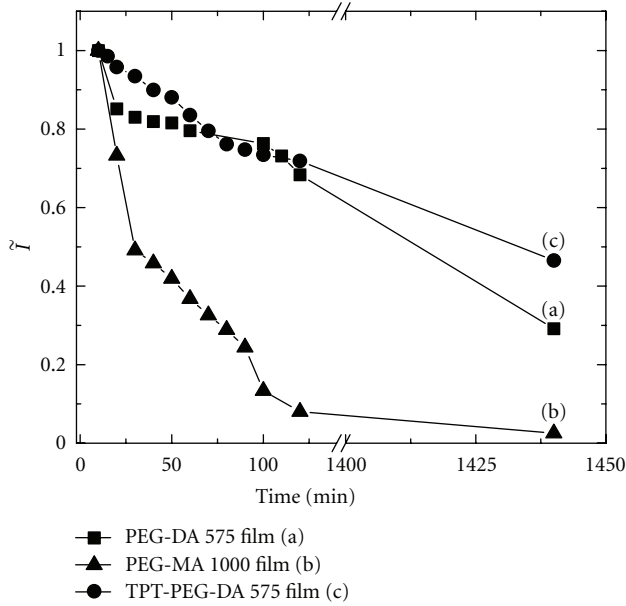 1
0.8
0.6
0.4
0.2
0
Ĩ
(c)
(a)
(b)
0 50 100 1400 1425 1450
Time (min)
PEG-DA 575 film (a)
PEG-MA 1000 film (b)
TPT-PEG-DA 575 film (c)